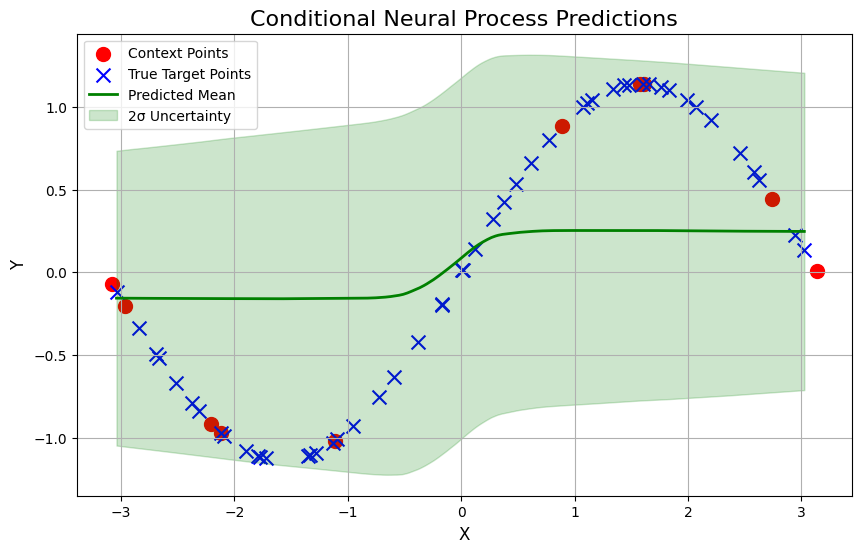 Conditional Neural Process Predictions
Context Points
True Target Points
Predicted Mean
2σ Uncertainty
1.0
0.5
0.0
−0.5
−1.0
Y
−3
−2
−1
0
1
2
3
X